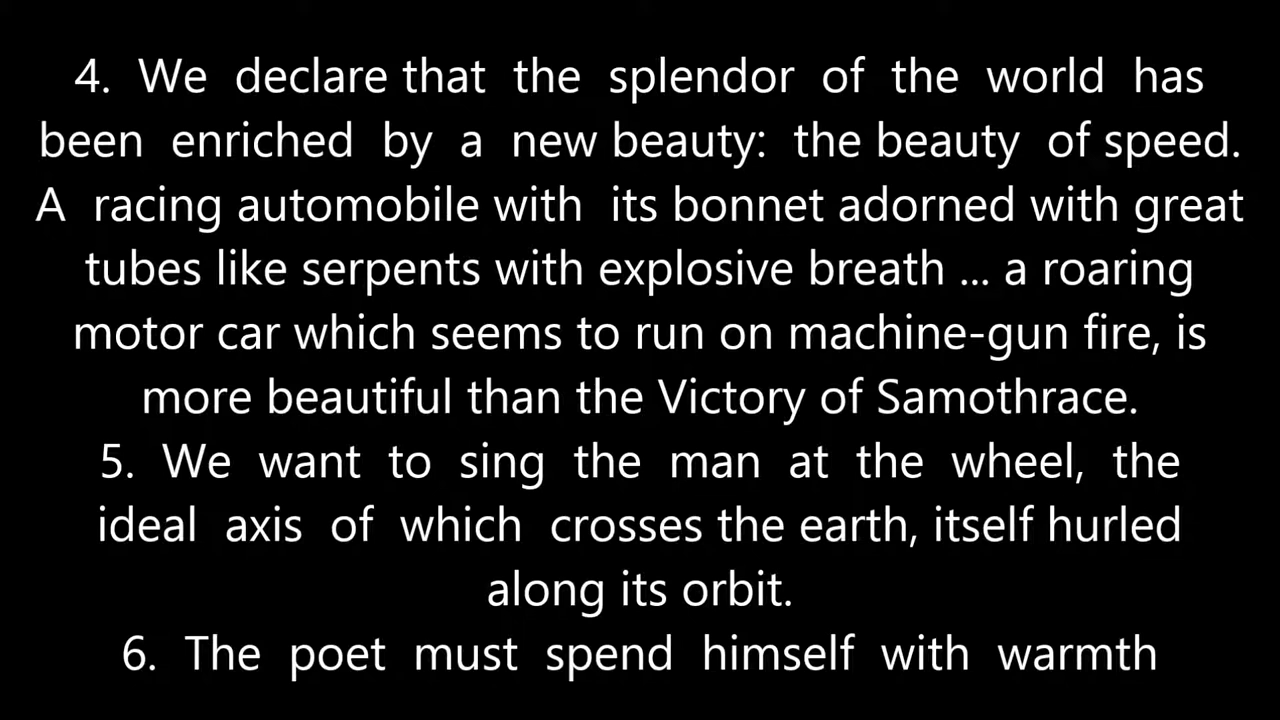 4. We declare that the splendor of the world has
been enriched by a new beauty: the beauty of speed.
A racing automobile with its bonnet adorned with great
tubes like serpents with explosive breath ... a roaring
motor car which seems to run on machine-gun fire, is
more beautiful than the Victory of Samothrace.
5. We want to sing the man at the wheel, the
ideal axis of which crosses the earth, itself hurled
along its orbit.
6. The poet must spend himself with warmth